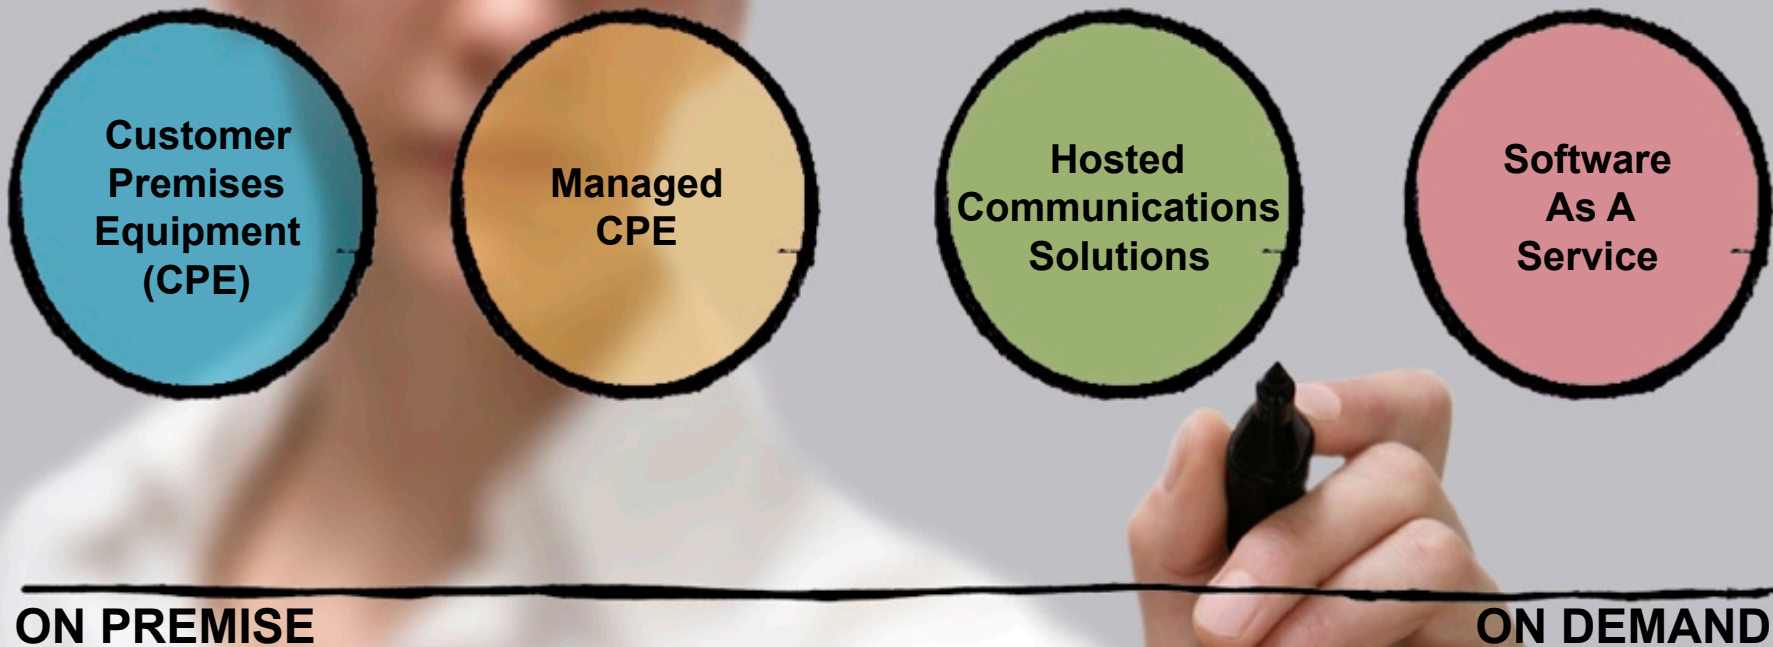 Customer
Premises
Equipment
(CPE)
Managed
CPE
Hosted
Communications
Solutions
Software
As A
Service
ON PREMISE
ON DEMAND